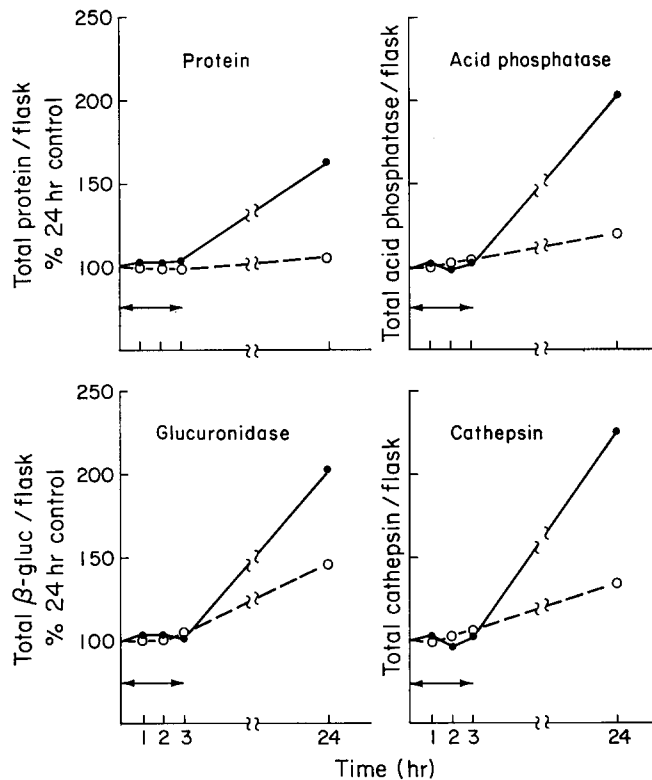 250
200
150
100
Total protein/flask
% 24 hr control
Protein
Total acid phosphatase/flask
Acid phosphatase
250
200
150
100
Total β-gluc/flask
% 24 hr control
Glucuronidase
1 2 3 24
Total cathepsin/flask
Cathepsin
1 2 3 24
Time (hr)